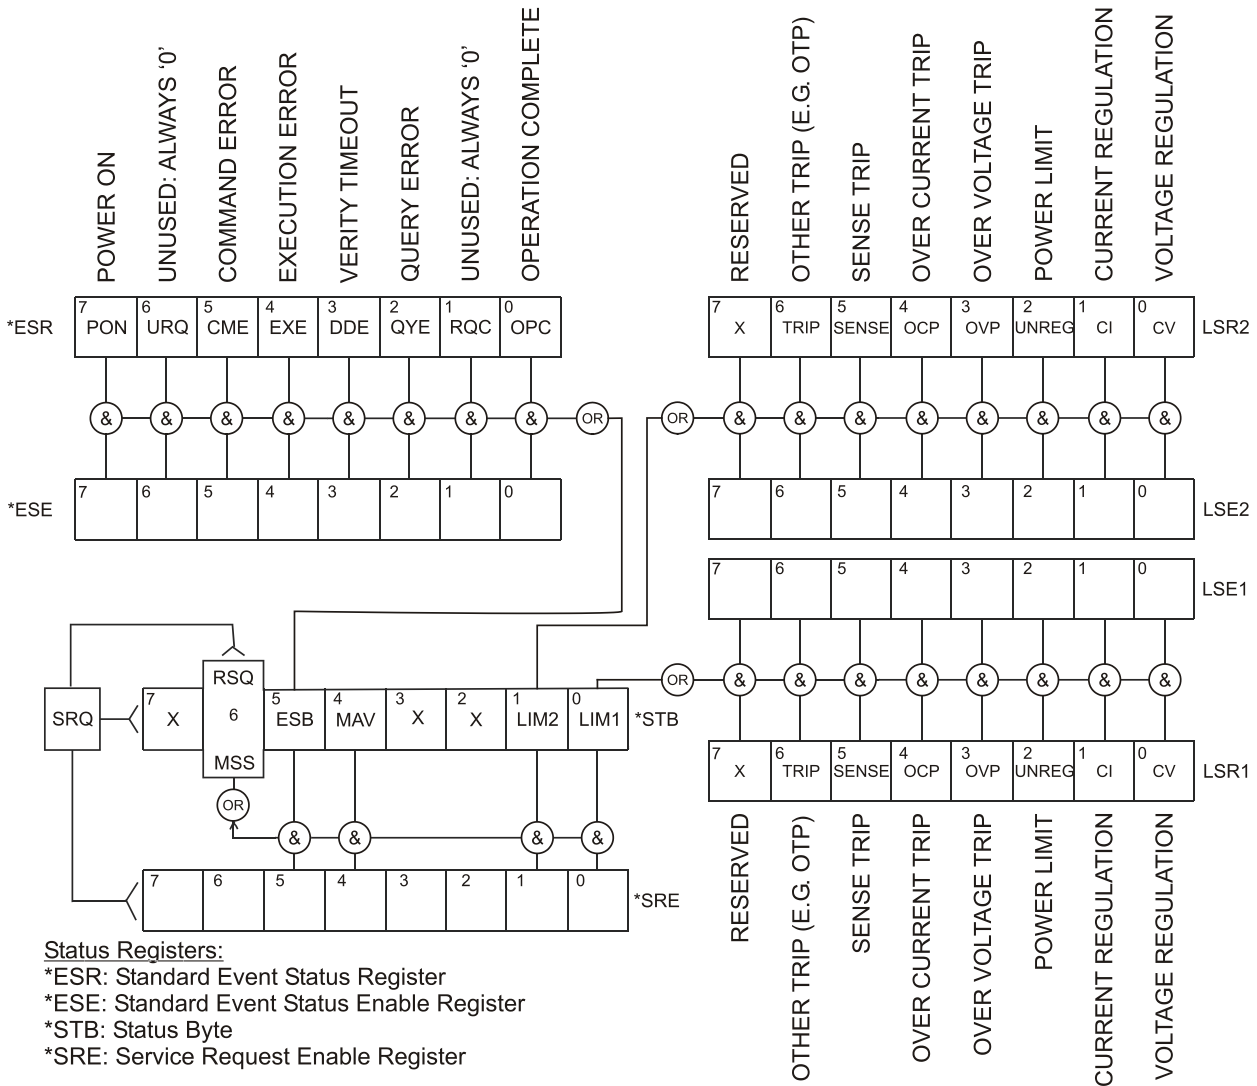 POWER ON
UNUSED: ALWAYS ‘0’
COMMAND ERROR
EXECUTION ERROR
VERITY TIMEOUT
QUERY ERROR
UNUSED: ALWAYS ‘0’
OPERATION COMPLETE
*ESR
7 6 5 4 3 2 1 0
PON URQ CME EXE DDE QYE RQC OPC
& & & & & & & & OR
*ESE
7 6 5 4 3 2 1 0
RESERVED
OTHER TRIP (E.G. OTP)
SENSE TRIP
OVER CURRENT TRIP
OVER VOLTAGE TRIP
POWER LIMIT
CURRENT REGULATION
VOLTAGE REGULATION
7 6 5 4 3 2 1 0
X TRIP SENSE OCP OVP UNREG CI CV
LSR2
OR & & & & & & & &
7 6 5 4 3 2 1 0
LSE2
7 6 5 4 3 2 1 0
LSE1
OR & & & & & & & &
7 6 5 4 3 2 1 0
X TRIP SENSE OCP OVP UNREG CI CV
LSR1
RESERVED
OTHER TRIP (E.G. OTP)
SENSE TRIP
OVER CURRENT TRIP
OVER VOLTAGE TRIP
POWER LIMIT
CURRENT REGULATION
VOLTAGE REGULATION
SRQ
RSQ
7 6 5 4 3 2 1 0
X ESB MAV X X LIM2 LIM1
*STB
MSS
OR
& & & &
7 6 5 4 3 2 1 0
*SRE
Status Registers:
*ESR: Standard Event Status Register
*ESE: Standard Event Status Enable Register
*STB: Status Byte
*SRE: Service Request Enable Register